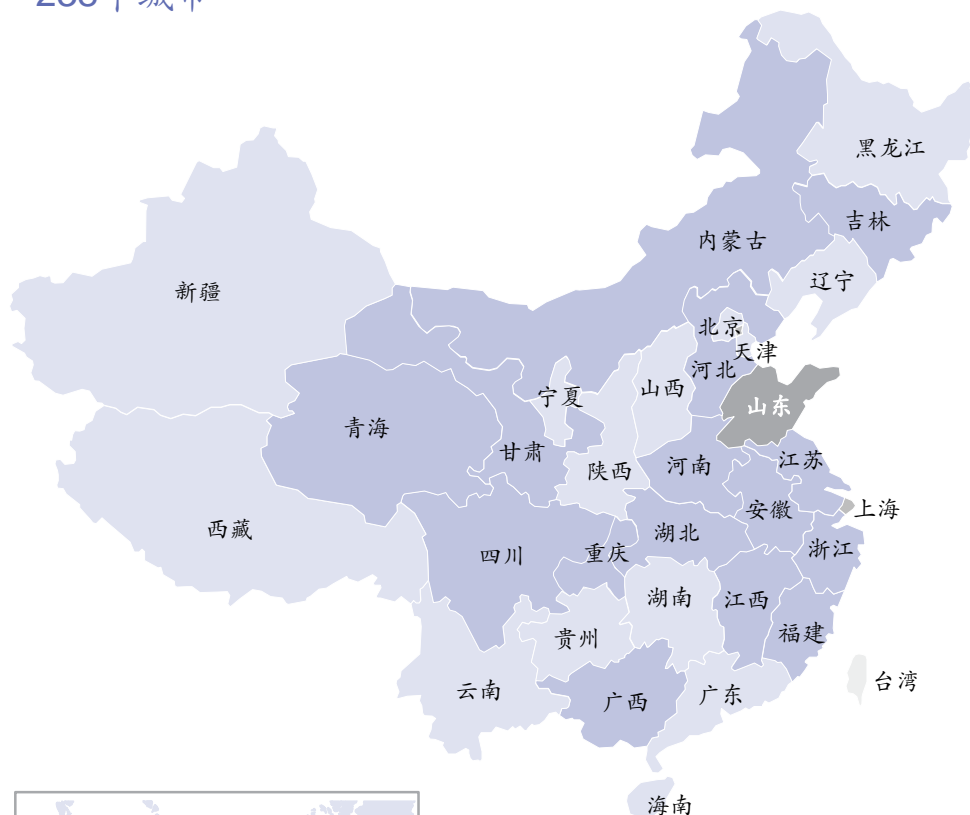 个城市
黑龙江
吉林
内蒙古
辽宁
新疆
北京
天津
河北
山西
宁夏
山东
青海
甘肃
陕西
河南
江苏
安徽
上海
西藏
湖北
四川
重庆
浙江
湖南
江西
福建
贵州
台湾
云南
广西
广东
海南